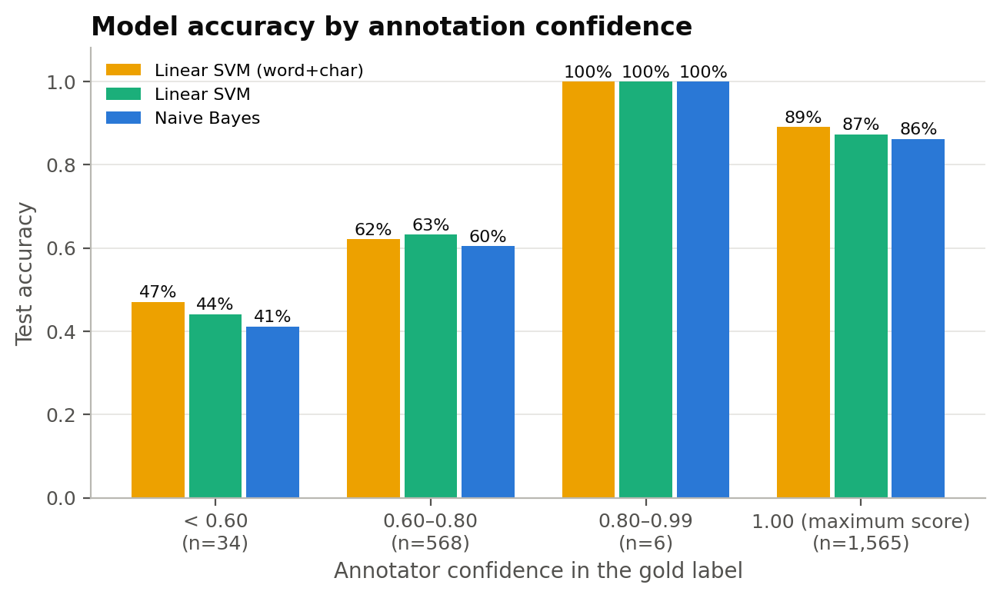 Model accuracy by annotation confidence
Linear SVM (word+char)
Linear SVM
Naive Bayes
100% 100% 100%
89% 87% 86%
62% 63% 60%
47% 44% 41%
1.0
0.8
0.6
0.4
0.2
0.0
Test accuracy
< 0.60
(n=34)
0.60–0.80
(n=568)
0.80–0.99
(n=6)
1.00 (maximum score)
(n=1,565)
Annotator confidence in the gold label